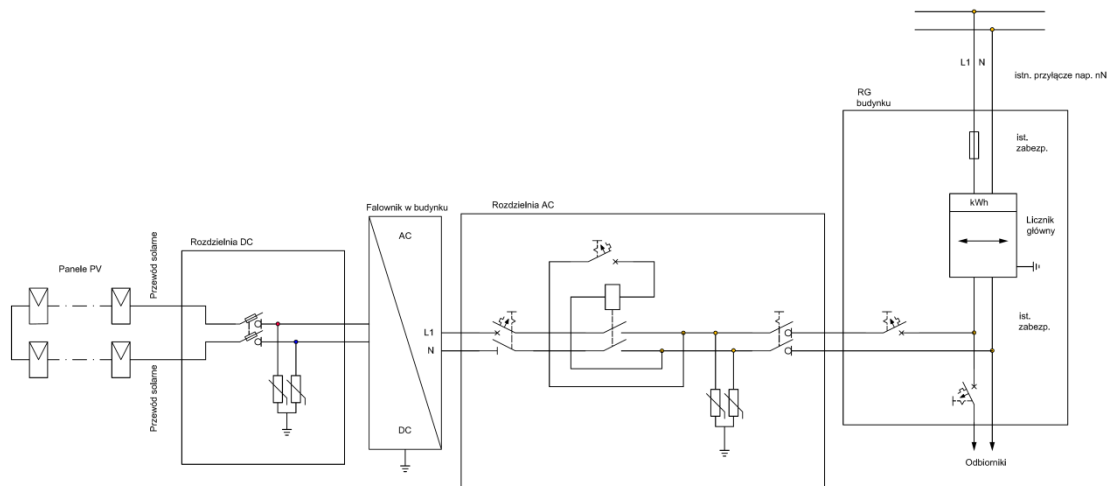 L1 N
istn. przyłącze nap. nN
RG
budynku
ist.
zabezp.
kWh
Licznik
główny
ist.
zabezp.
Odbiorniki
Falownik w budynku
AC
DC
L1
N
Rozdzielnia AC
Rozdzielnia DC
Panele PV
Przewód solarne
Przewód solarne